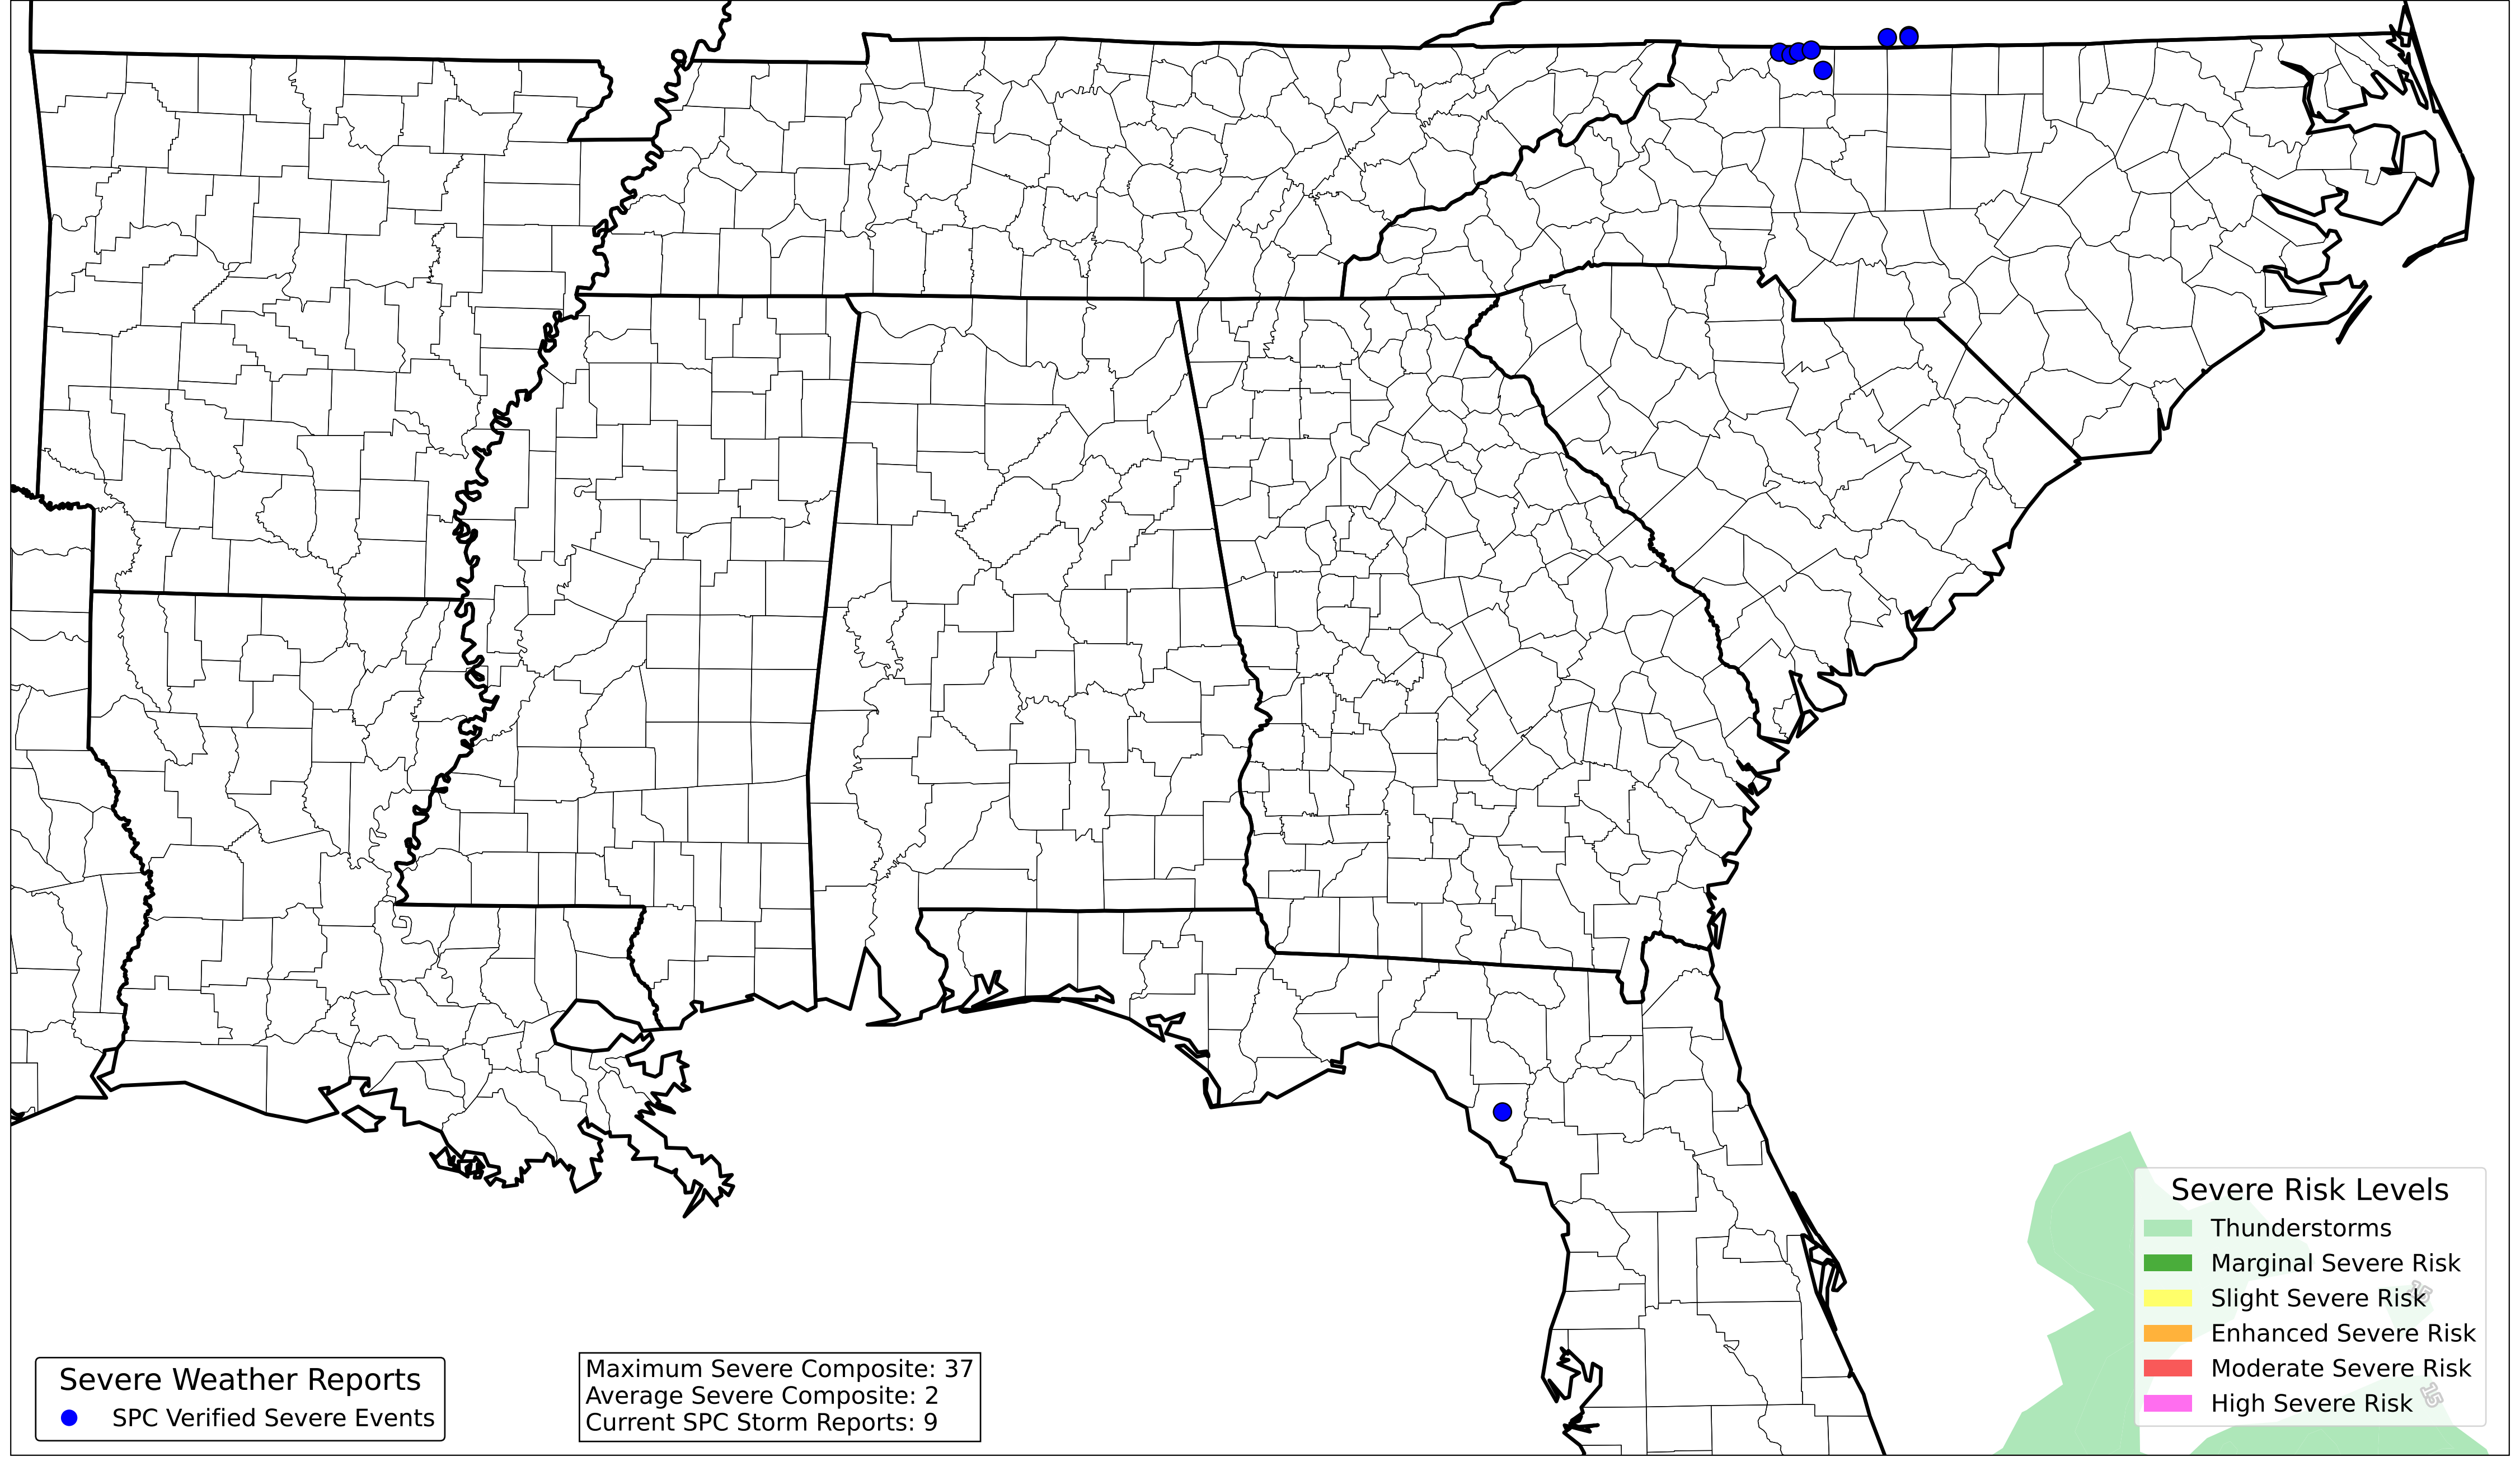 Severe Weather Reports
SPC Verified Severe Events
Maximum Severe Composite: 37
Average Severe Composite: 2
Current SPC Storm Reports: 9
Severe Risk Levels
Thunderstorms
Marginal Severe Risk
Slight Severe Risk
Enhanced Severe Risk
Moderate Severe Risk
High Severe Risk
15